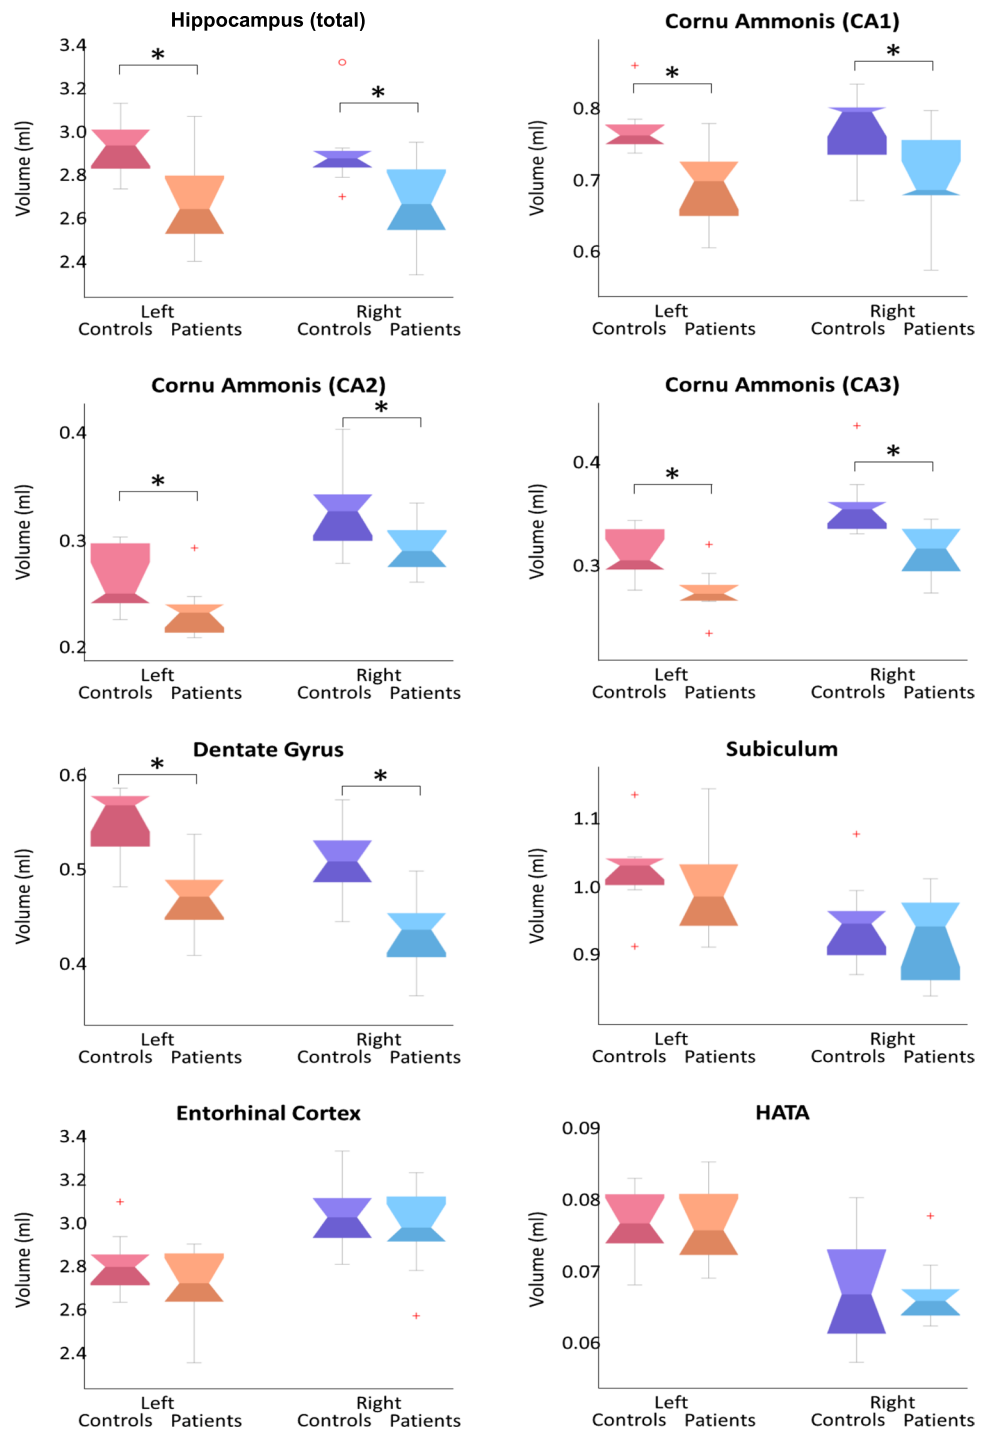 Hippocampus (total)
3.4
3.2
3.0
2.8
2.6
2.4
Volume (ml)
*
*
Left
Right
Controls Patients
Controls Patients
Cornu Ammonis (CA1)
0.8
0.7
0.6
Volume (ml)
*
*
Left
Right
Controls Patients
Controls Patients
Cornu Ammonis (CA2)
0.4
0.3
0.2
Volume (ml)
*
*
Left
Right
Controls Patients
Controls Patients
Cornu Ammonis (CA3)
0.4
0.3
Volume (ml)
*
*
Left
Right
Controls Patients
Controls Patients
Dentate Gyrus
0.6
0.5
0.4
Volume (ml)
*
*
Left
Right
Controls Patients
Controls Patients
Subiculum
1.1
1.0
0.9
Volume (ml)
Left
Right
Controls Patients
Controls Patients
Entorhinal Cortex
3.4
3.2
3.0
2.8
2.6
2.4
Volume (ml)
Left
Right
Controls Patients
Controls Patients
HATA
0.09
0.08
0.07
0.06
Volume (ml)
Left
Right
Controls Patients
Controls Patients